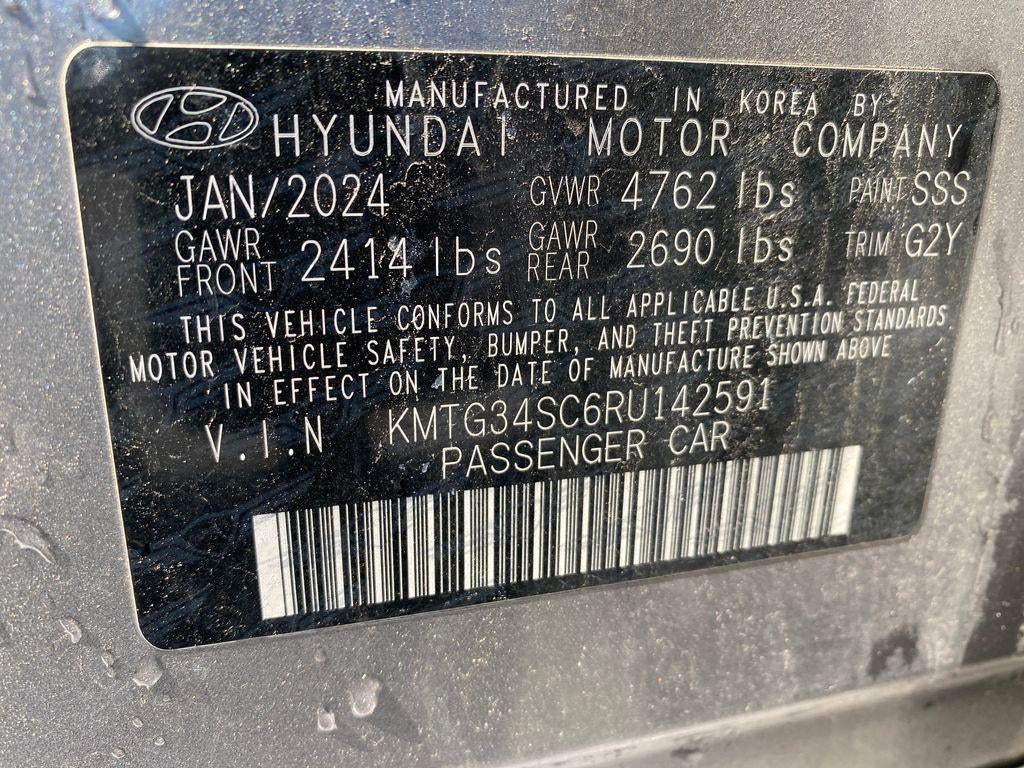 MANUFACTURED IN KOREA BY
HYUNDAI MOTOR COMPANY
JAN/2024 GVWR 4762 lbs PAINT SSS
GAWR FRONT 2414 lbs GAWR REAR 2690 lbs TRIM G2Y
THIS VEHICLE CONFORMS TO ALL APPLICABLE U.S.A. FEDERAL
MOTOR VEHICLE SAFETY, BUMPER, AND THEFT PREVENTION STANDARDS
IN EFFECT ON THE DATE OF MANUFACTURE SHOWN ABOVE
V.I.N KMTG34SC6RU142591
PASSENGER CAR